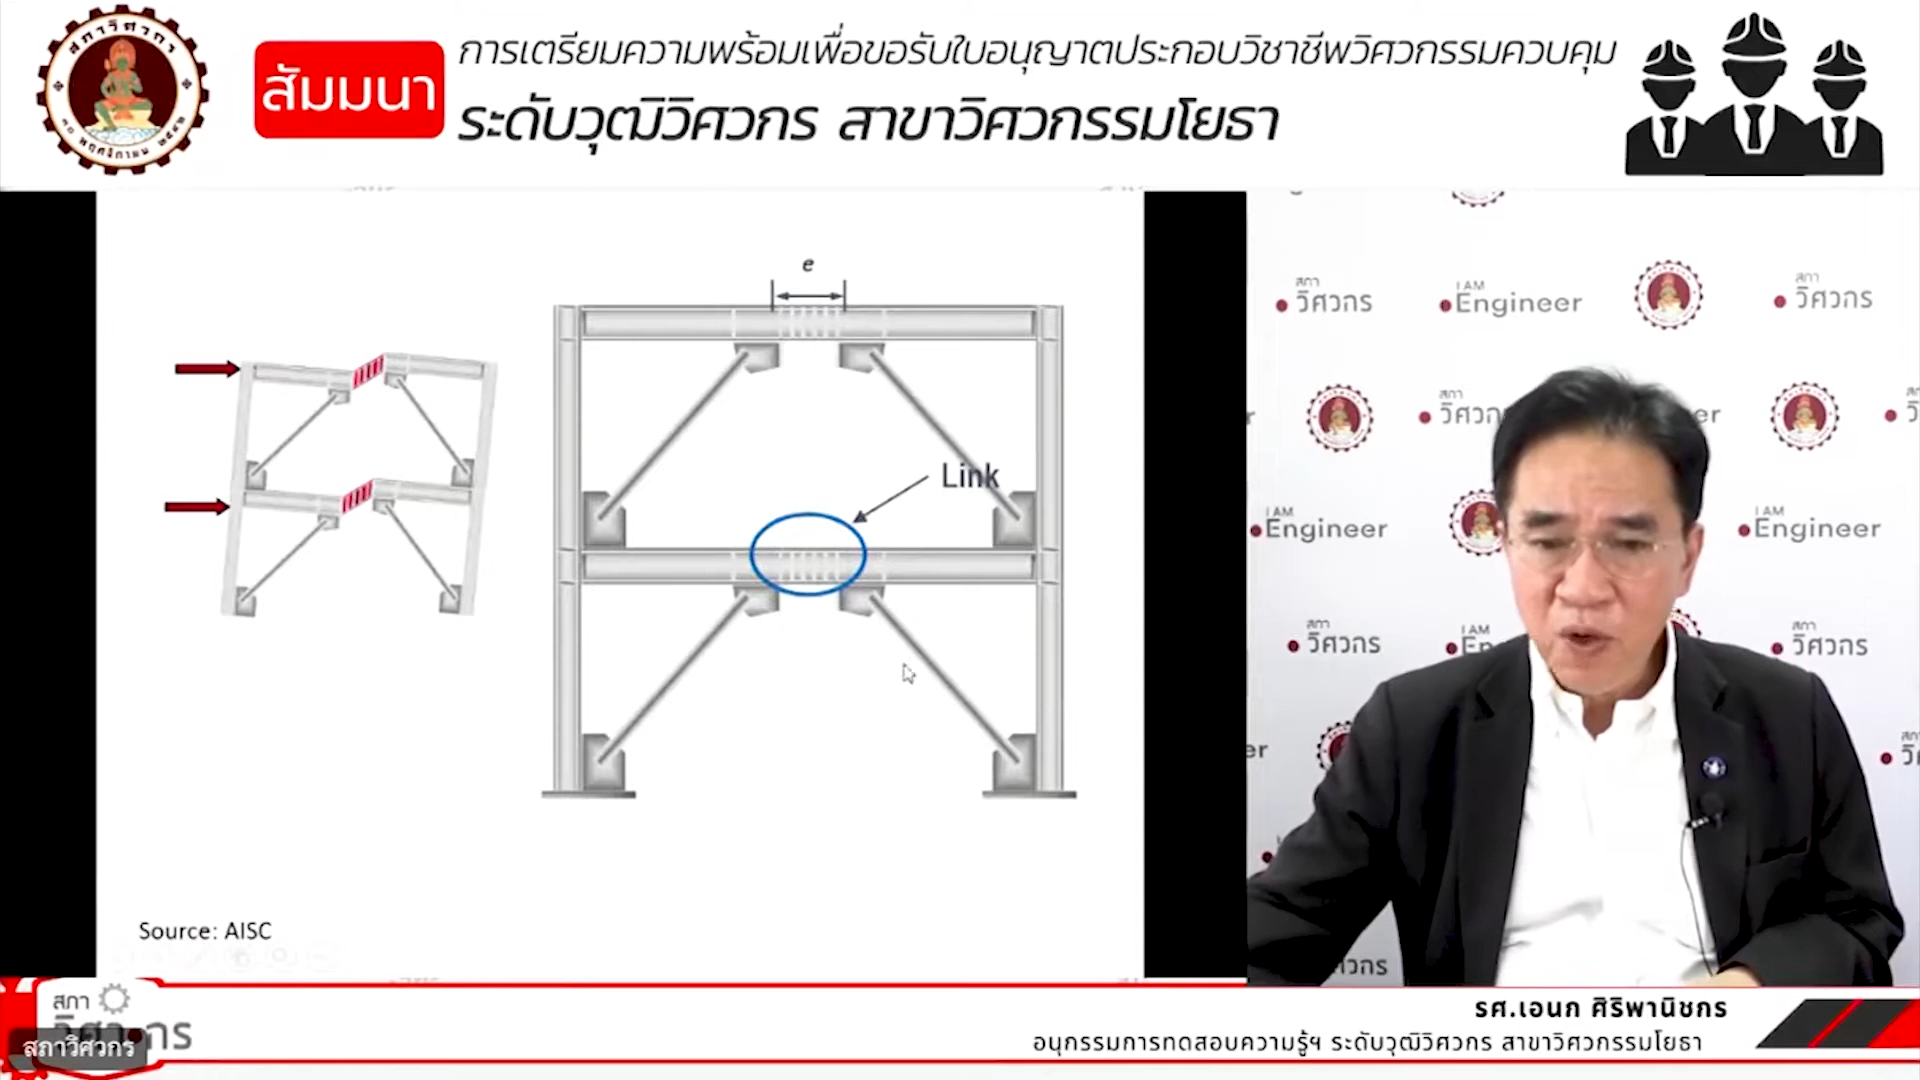 สภาวิศวกร
สัมมนา
การเตรียมความพร้อมเพื่อขอรับใบอนุญาตประกอบวิชาชีพวิศวกรรมควบคุม
ระดับวุฒิวิศวกร สาขาวิศวกรรมโยธา
e
Link
Source: AISC
สภา
วิศวกร
I AM
Engineer
สภา
วิศวกร
I AM
Engineer
I AM
Engineer
สภา
วิศวกร
I AM
สภา
วิศวกร
รศ.เอนก ศิริพานิชกร
อนุกรรมการทดสอบความรู้ฯ ระดับวุฒิวิศวกร สาขาวิศวกรรมโยธา
สภา
สภาวิศวกร